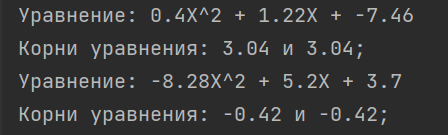 Уравнение: 0.4X^2 + 1.22X + -7.46
Корни уравнения: 3.04 и 3.04;
Уравнение: -8.28X^2 + 5.2X + 3.7
Корни уравнения: -0.42 и -0.42;